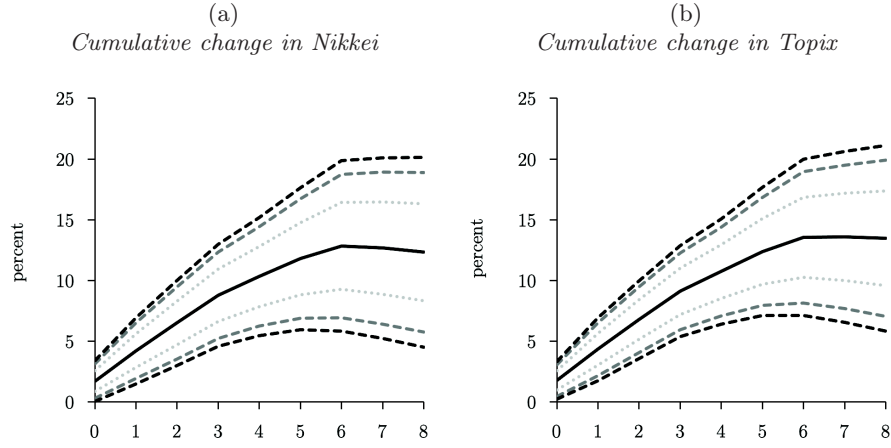 (a)
Cumulative change in Nikkei
25
20
15
10
5
0
percent
0 1 2 3 4 5 6 7 8
(b)
Cumulative change in Topix
25
20
15
10
5
0
percent
0 1 2 3 4 5 6 7 8